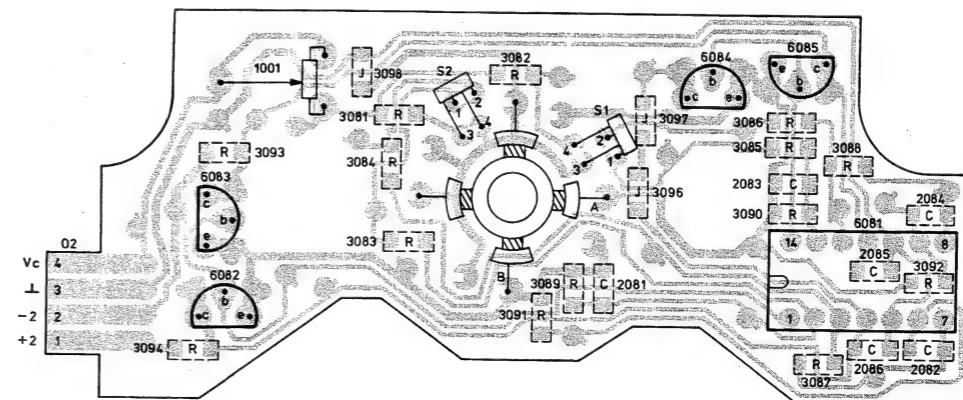 1001
J 3098
S2
1 2
3 4
3082
R
6084
c b e
6085
e b c
3081 R
S1
4 2
3 1
J 3097
3086 R
3085 R
3088
R
3084 R
R 3093
6083
c
b
e
J 3096
A
2083 C
3090 R
2084
C
3083 R
6081
14 8
2085
C
3092
R
O2
Vc 4
⊥ 3
-2 2
+2 1
6082
b
c e
B
3089 R
C 2081
3091 R
1 7
3094 R
R
3087
C
2086
C
2082